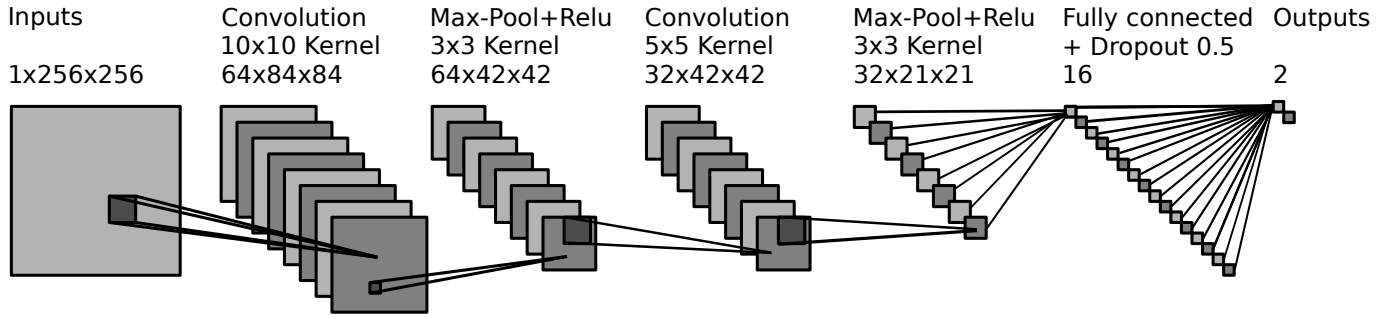 Inputs
1x256x256
Convolution
10x10 Kernel
64x84x84
Max-Pool+Relu
3x3 Kernel
64x42x42
Convolution
5x5 Kernel
32x42x42
Max-Pool+Relu
3x3 Kernel
32x21x21
Fully connected
+ Dropout 0.5
16
Outputs
2